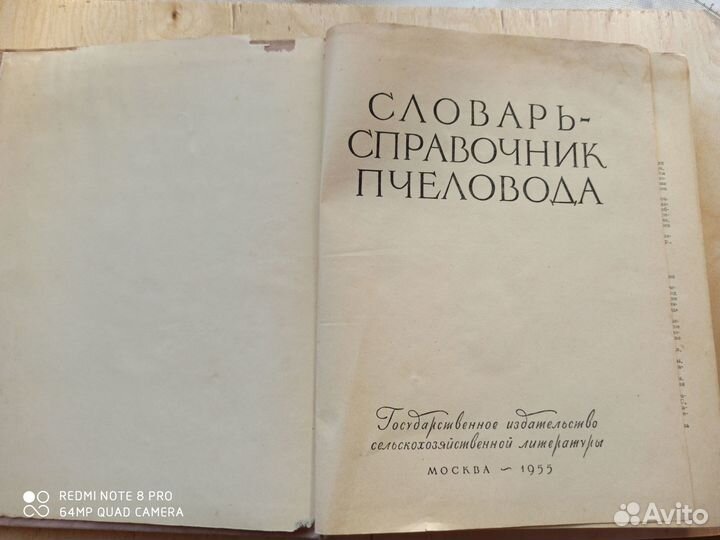 СЛОВАРЬ-
СПРАВОЧНИК
ПЧЕЛОВОДА
Государственное издательство
сельскохозяйственной литературы
МОСКВА ~ 1955
REDMI NOTE 8 PRO
64MP QUAD CAMERA
Avito